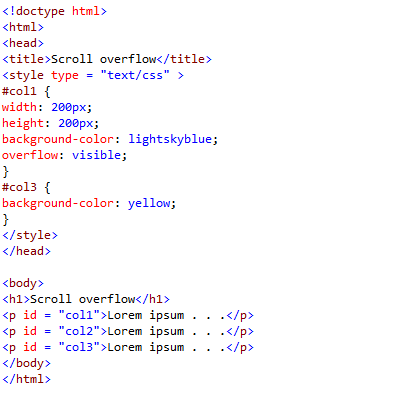 <!doctype html>
<html>
<head>
<title>Scroll overflow</title>
<style type = "text/css" >
#col1 {
width: 200px;
height: 200px;
background-color: lightskyblue;
overflow: visible;
}
#col3 {
background-color: yellow;
}
</style>
</head>

<body>
<h1>Scroll overflow</h1>
<p id = "col1">Lorem ipsum . . .</p>
<p id = "col2">Lorem ipsum . . .</p>
<p id = "col3">Lorem ipsum . . .</p>
</body>
</html>